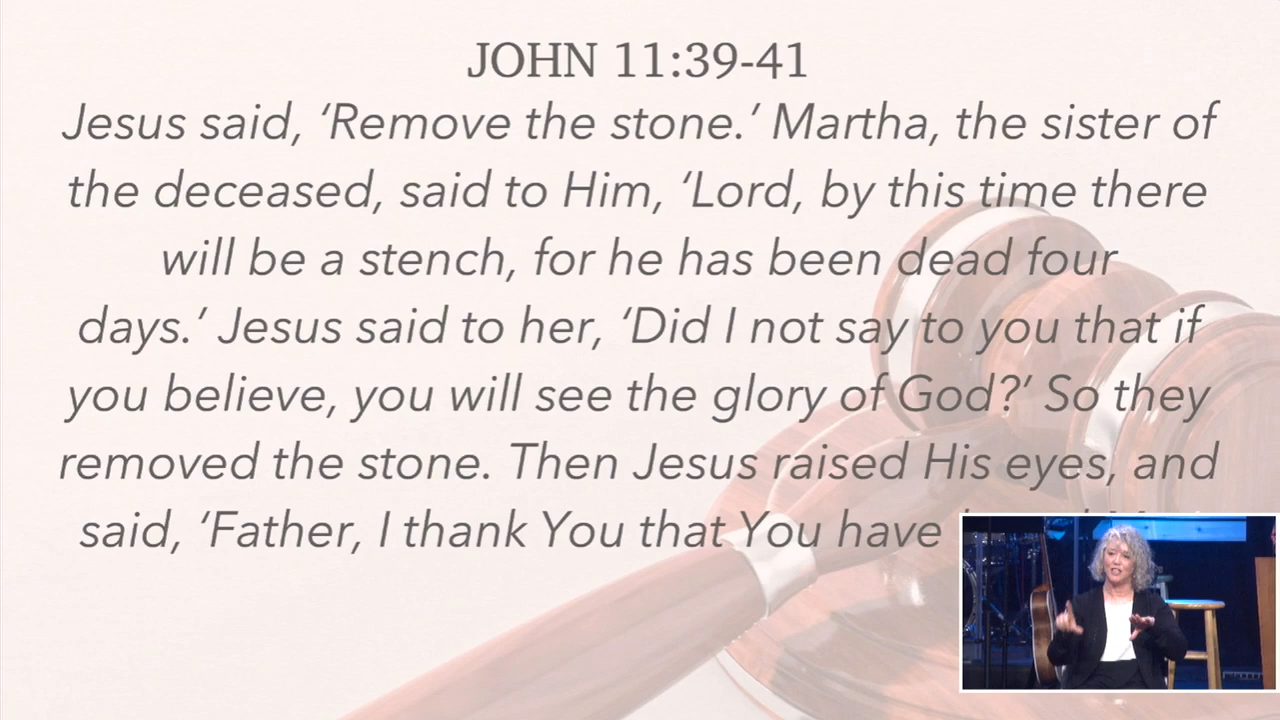 JOHN 11:39-41
Jesus said, ‘Remove the stone.’ Martha, the sister of
the deceased, said to Him, ‘Lord, by this time there
will be a stench, for he has been dead four
days.’ Jesus said to her, ‘Did I not say to you that if
you believe, you will see the glory of God?’ So they
removed the stone. Then Jesus raised His eyes, and
said, ‘Father, I thank You that You have